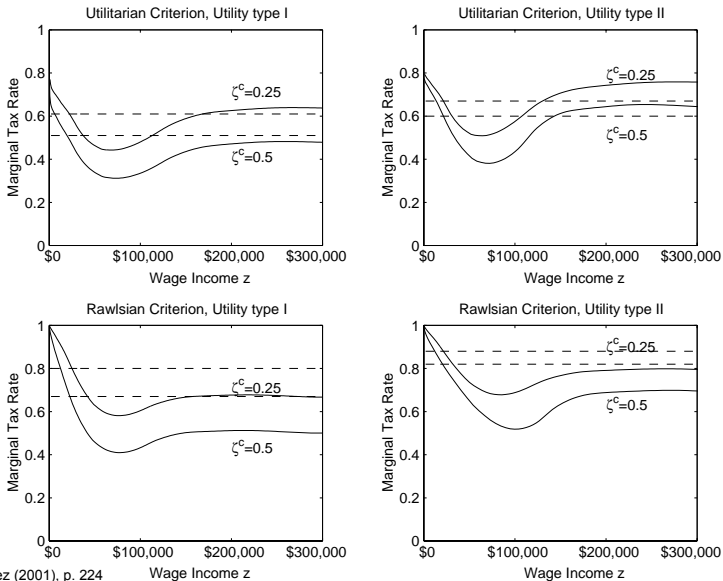 Utilitarian Criterion, Utility type I
1
0.8
0.6
0.4
0.2
0
Marginal Tax Rate
ζc=0.25
ζc=0.5
$0
$100,000
$200,000
$300,000
Wage Income z
Utilitarian Criterion, Utility type II
1
0.8
0.6
0.4
0.2
0
Marginal Tax Rate
ζc=0.25
ζc=0.5
$0
$100,000
$200,000
$300,000
Wage Income z
Rawlsian Criterion, Utility type I
1
0.8
0.6
0.4
0.2
0
Marginal Tax Rate
ζc=0.25
ζc=0.5
$0
$100,000
$200,000
$300,000
Wage Income z
Rawlsian Criterion, Utility type II
1
0.8
0.6
0.4
0.2
0
Marginal Tax Rate
ζc=0.25
ζc=0.5
$0
$100,000
$200,000
$300,000
Wage Income z
ez (2001), p. 224